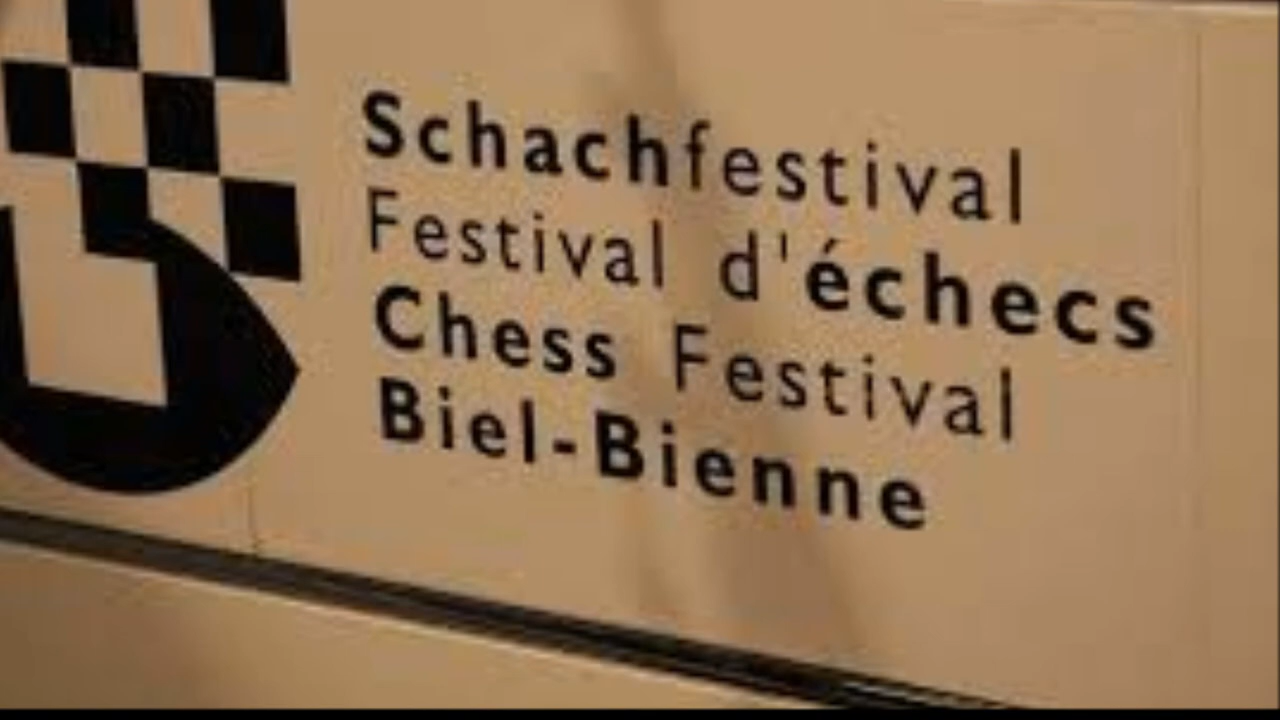 Schachfestival
Festival d'échecs
Chess Festival
Biel-Bienne